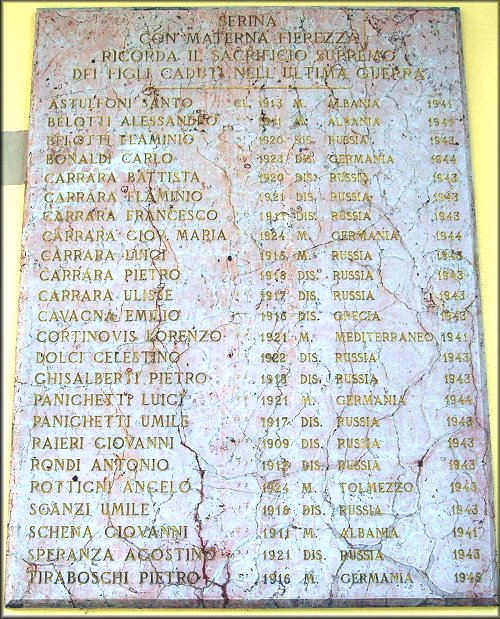 SERINA
CON MATERNA FIEREZZA
RICORDA IL SACRIFICIO SUPREMO
DEI FIGLI CADUTI NELL'ULTIMA GUERRA
ASTUFFONI SANTO CL. 1913 M. ALBANIA 1941
BELOTTI ALESSANDRO M. ALBANIA
BELOTTI FLAMINIO 1920 DIS. RUSSIA 1943
BONALDI CARLO 1923 GERMANIA 1944
CARRARA BATTISTA 1920 DIS. RUSSIA 1943
CARRARA FLAMINIO 1921 DIS. RUSSIA 1943
CARRARA FRANCESCO DIS. RUSSIA 1943
CARRARA GIOV. MARIA 1924 M. GERMANIA 1944
CARRARA LUIGI 1915 M. RUSSIA 1943
CARRARA PIETRO 1918 DIS. RUSSIA 1943
CARRARA ULISSE 1917 DIS. RUSSIA 1943
CAVAGNA EMILIO 1916 DIS. GRECIA 1943
CORTINOVIS LORENZO 1921 M. MEDITERRANEO 1941
DOLCI CELESTINO 1922 DIS. RUSSIA 1943
GHISALBERTI PIETRO 1918 DIS. RUSSIA 1943
PANIGHETTI LUIGI 1921 M. GERMANIA 1944
PANIGHETTI UMILE 1917 DIS. RUSSIA 1943
RAIERI GIOVANNI 1909 DIS. RUSSIA 1943
RONDI ANTONIO DIS. RUSSIA 1943
ROTTIGNI ANGELO 1924 M. TOLMEZZO 1943
SGANZI UMILE 1918 DIS. RUSSIA 1943
SCHENA GIOVANNI 1911 M. ALBANIA 1941
SPERANZA AGOSTINO 1921 DIS. RUSSIA 1943
TIRABOSCHI PIETRO 1916 M. GERMANIA 1945